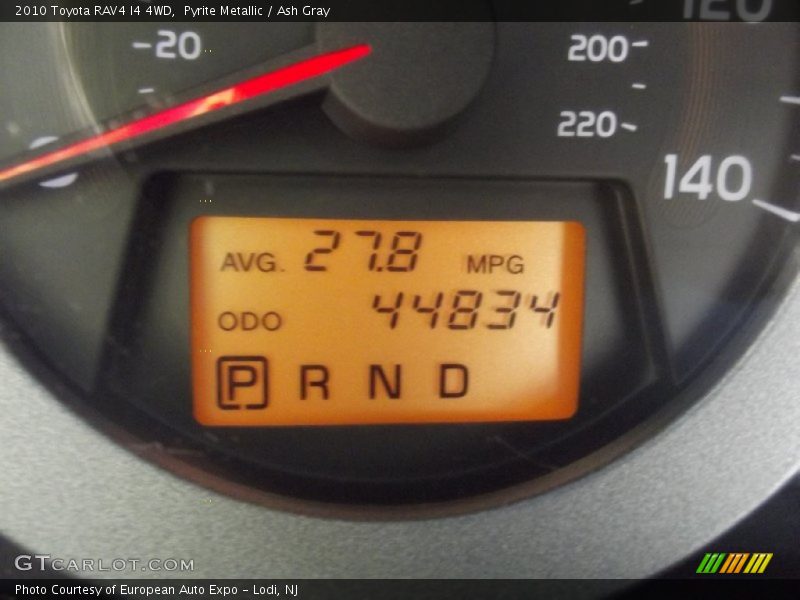 2010 Toyota RAV4 I4 4WD, Pyrite Metallic / Ash Gray
120
20
200
220
140
AVG. 27.8 MPG
ODO 44834
P R N D
GTCARLOT.COM
Photo Courtesy of European Auto Expo - Lodi, NJ